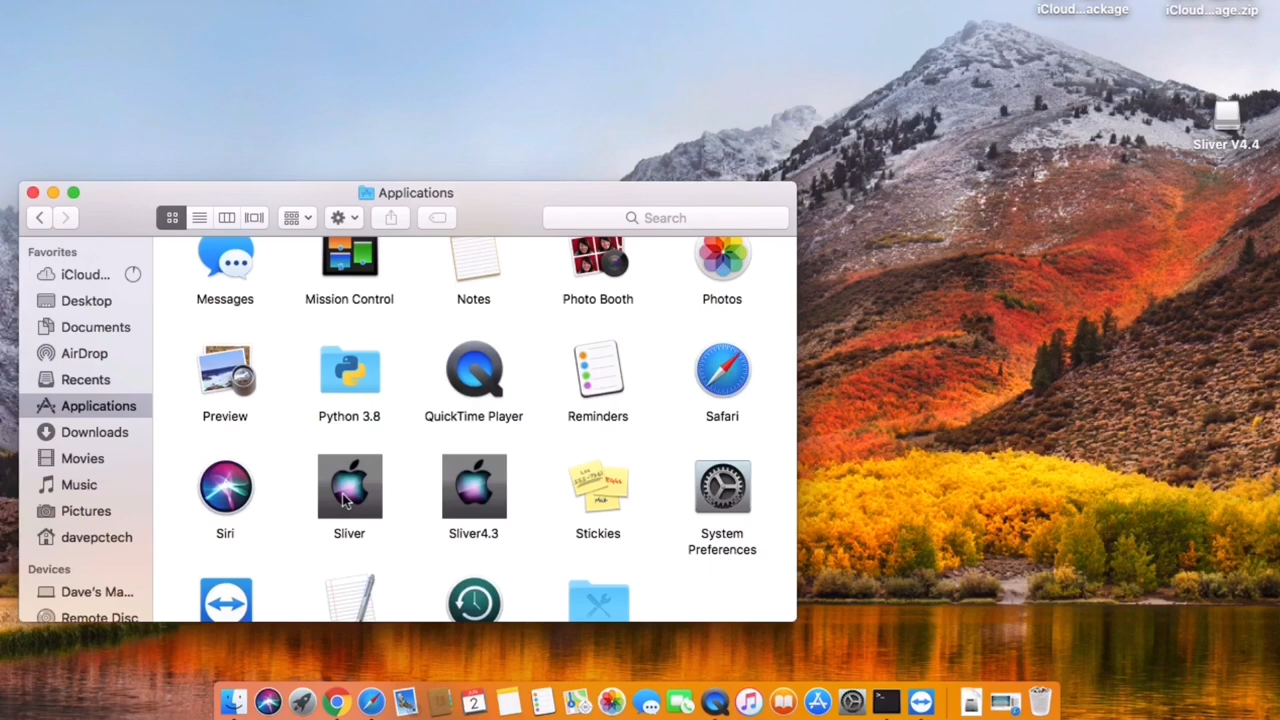 iCloud...ackage
iCloud...age.zip
Sliver V4.4
Applications
Search
Favorites
iCloud...
Desktop
Documents
AirDrop
Recents
Applications
Downloads
Movies
Music
Pictures
davepctech
Devices
Dave's Ma...
Remote Disc
Messages
Mission Control
Notes
Photo Booth
Photos
Preview
Python 3.8
QuickTime Player
Reminders
Safari
Siri
Sliver
Sliver4.3
Stickies
System
Preferences
2